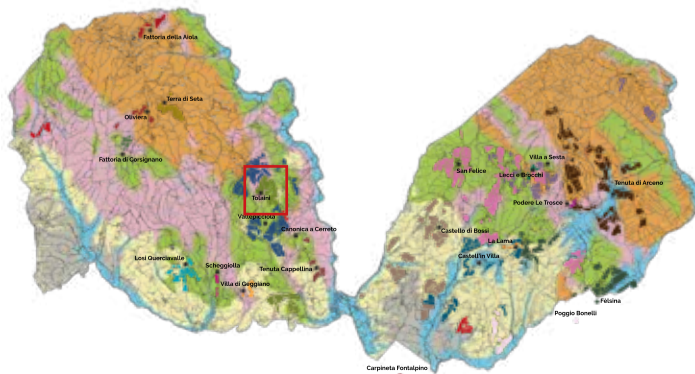 Fattoria della Aiola
Terra di Seta
Oliviera
Fattoria di Corsignano
Tolaini
Vallepicciola
Canonica a Cerreto
Losi Querciavalle
Scheggiolla
Tenuta Cappellina
Villa di Geggiano
San Felice
Villa a Sesta
Lecci e Brocchi
Tenuta di Arceno
Podere Le Trosce
Castello di Bossi
La Lama
Castell'in Villa
Felsina
Poggio Bonelli
Carpineta Fontalpino